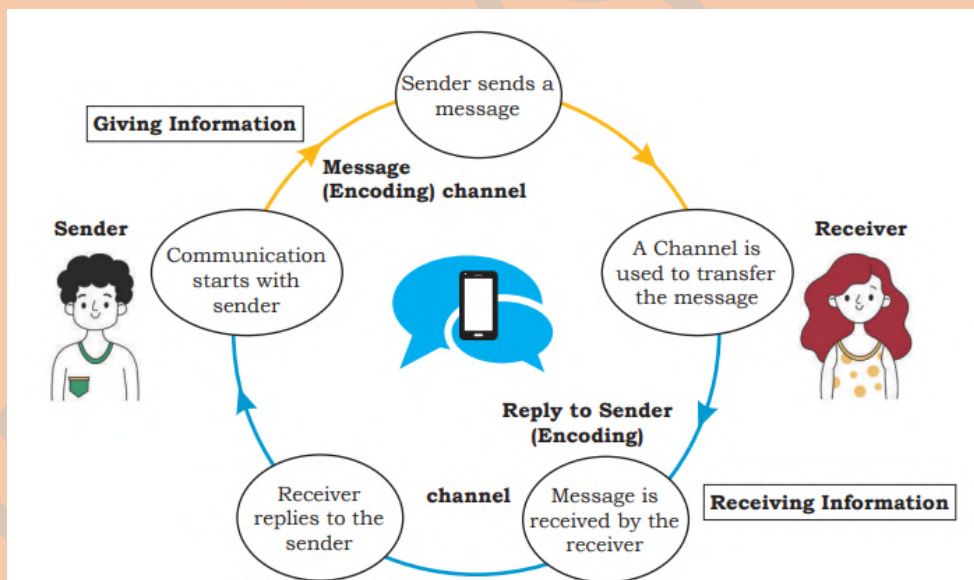 Sender sends a
message
Giving Information
Message
(Encoding) channel
Sender
Communication
starts with
sender
A Channel is
used to transfer
the message
Receiver
Reply to Sender
(Encoding)
Receiver
replies to the
sender
channel
Message is
received by the
receiver
Receiving Information